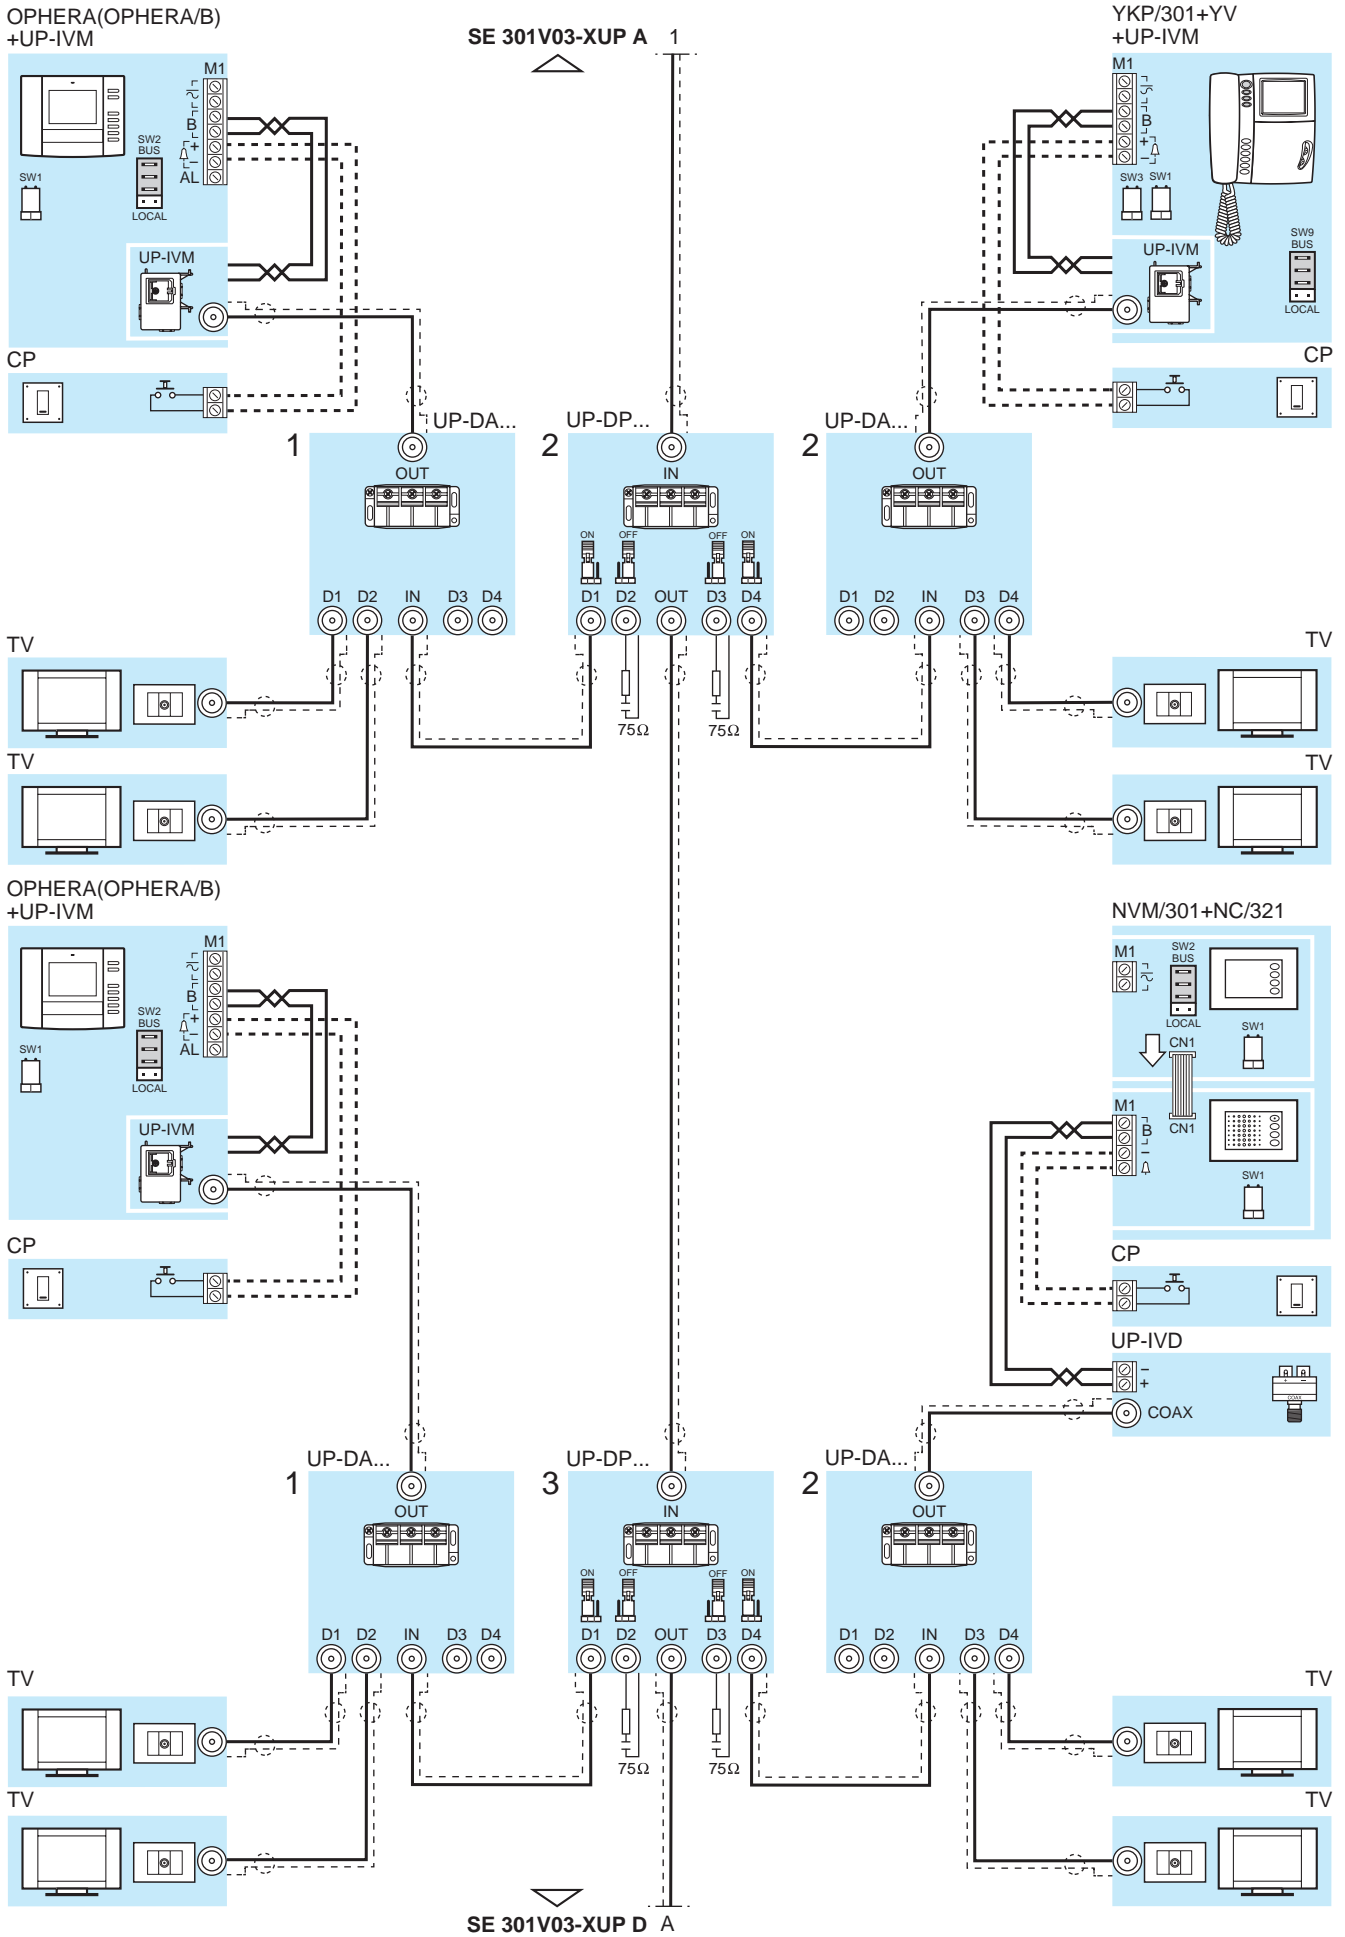 OPHERA(OPHERA/B)
+UP-IVM
SE 301V03-XUP A 1
YKP/301+YV
+UP-IVM
M1
B
+
−
AL
SW2
BUS
LOCAL
SW1
UP-IVM
CP
M1
B
+
−
SW3 SW1
UP-IVM
SW9
BUS
LOCAL
CP
1
UP-DA...
OUT
D1 D2 IN D3 D4
2
UP-DP...
IN
ON OFF OFF ON
D1 D2 OUT D3 D4
75Ω 75Ω
2
UP-DA...
OUT
D1 D2 IN D3 D4
TV
TV
TV
TV
OPHERA(OPHERA/B)
+UP-IVM
M1
B
+
−
AL
SW2
BUS
LOCAL
SW1
UP-IVM
CP
NVM/301+NC/321
M1
SW2
BUS
LOCAL
SW1
CN1
M1
B
−
CN1
SW1
CP
UP-IVD
−
+
COAX
+ −
COAX
1
UP-DA...
OUT
D1 D2 IN D3 D4
3
UP-DP...
IN
ON OFF OFF ON
D1 D2 OUT D3 D4
75Ω 75Ω
2
UP-DA...
OUT
D1 D2 IN D3 D4
TV
TV
TV
TV
SE 301V03-XUP D A